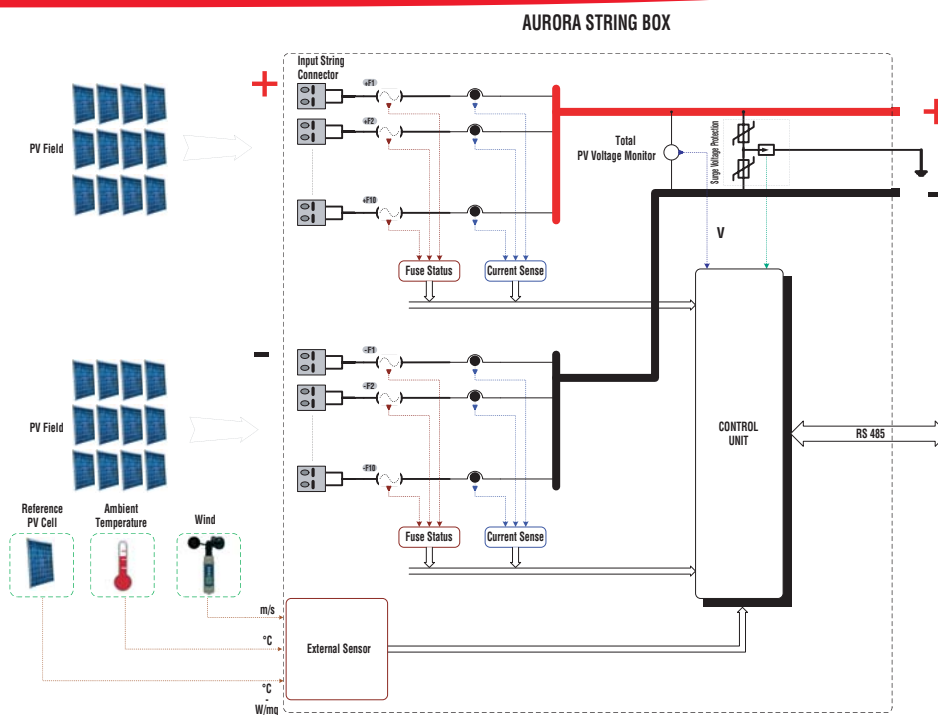 AURORA STRING BOX
Input String
Connector
+
+F1
+
+F2
PV Field
Total
PV Voltage Monitor
Surge Voltage Protection
+F10
-
V
Fuse Status
Current Sense
-
-F1
-F2
PV Field
CONTROL
UNIT
RS 485
-F10
Reference
PV Cell
Ambient
Temperature
Wind
Fuse Status
Current Sense
m/s
°C
External Sensor
°C
-
W/mq